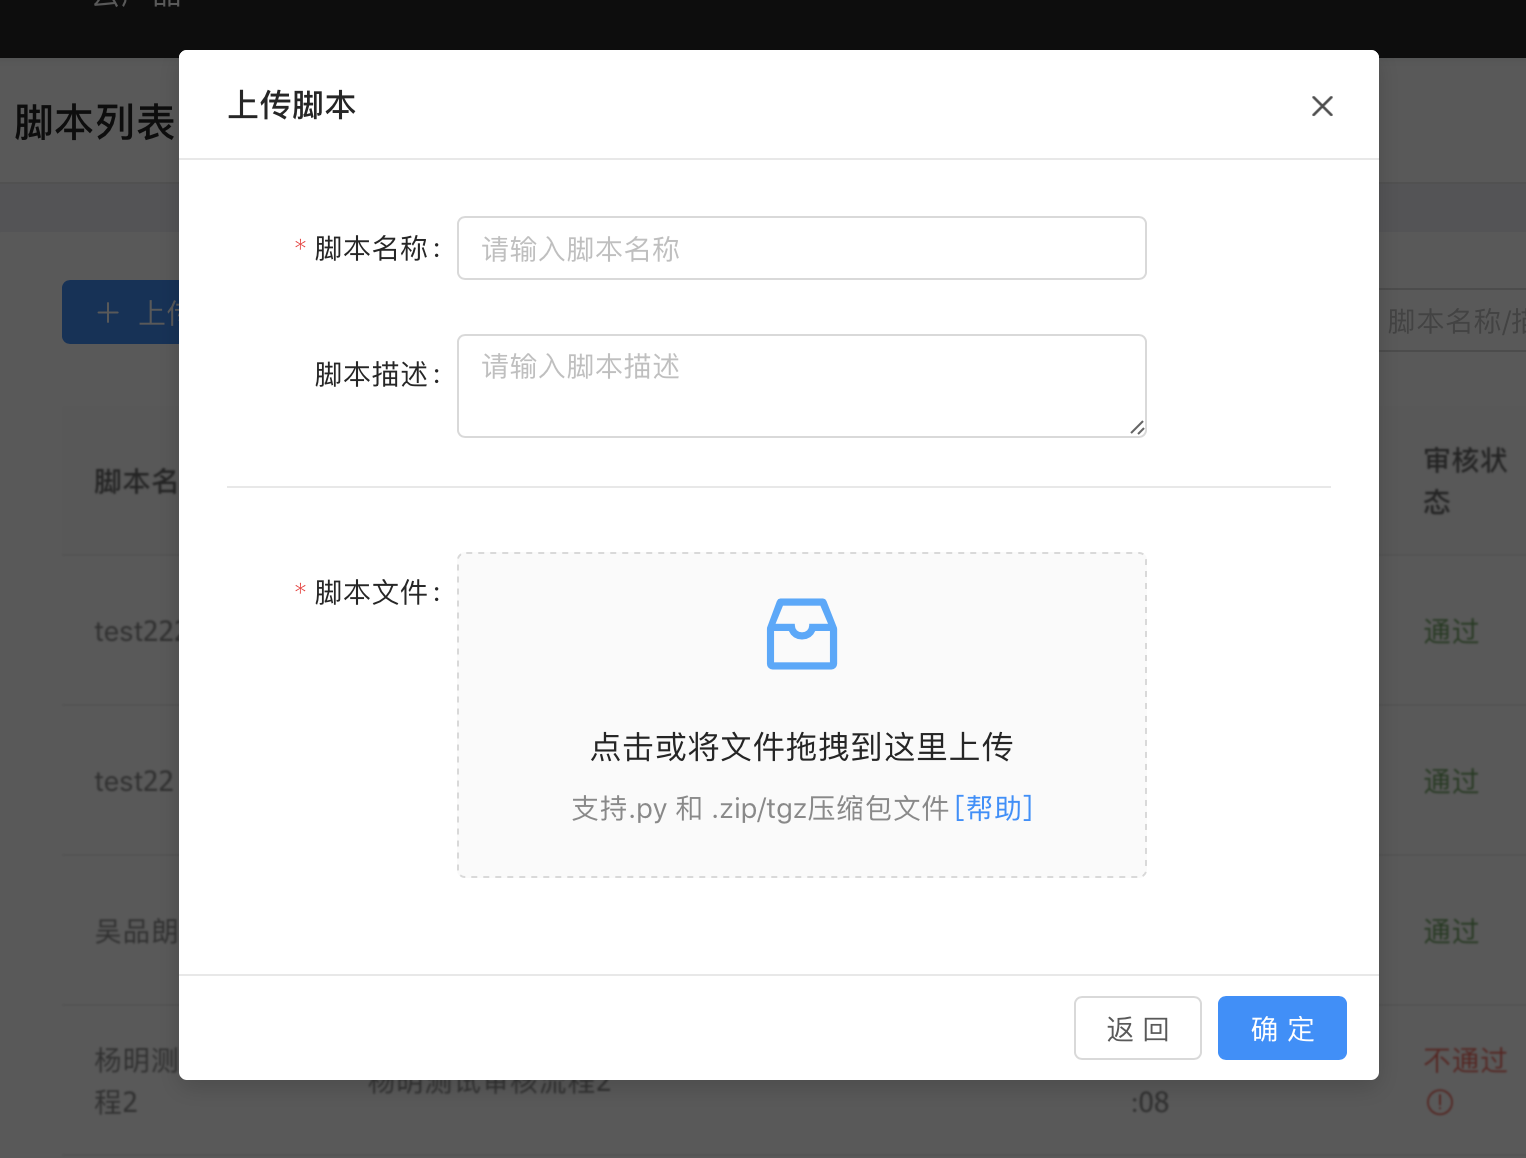 脚本列表
上传脚本
* 脚本名称:
请输入脚本名称
+ 上传
脚本名称/描
脚本描述:
请输入脚本描述
脚本名
审核状
态
* 脚本文件:
点击或将文件拖拽到这里上传
支持.py 和 .zip/tgz压缩包文件[帮助]
test222
通过
test22
通过
吴品朗
通过
返 回
确 定
杨明测
程2
杨明测试审核流程2
:08
不通过